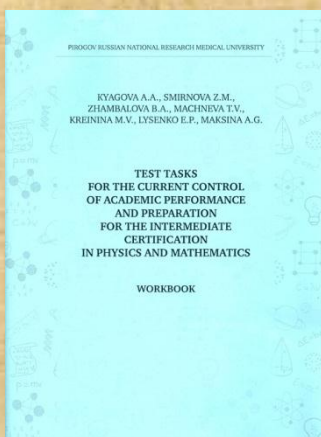 PIROGOV RUSSIAN NATIONAL RESEARCH MEDICAL UNIVERSITY
KYAGOVA A.A., SMIRNOVA Z.M.,
ZHAMBALOVA B.A., MACHNEVA T.V.,
KREININA M.V., LYSENKO E.P., MAKSINA A.G.
TEST TASKS
FOR THE CURRENT CONTROL
OF ACADEMIC PERFORMANCE
AND PREPARATION
FOR THE INTERMEDIATE
CERTIFICATION
IN PHYSICS AND MATHEMATICS
WORKBOOK